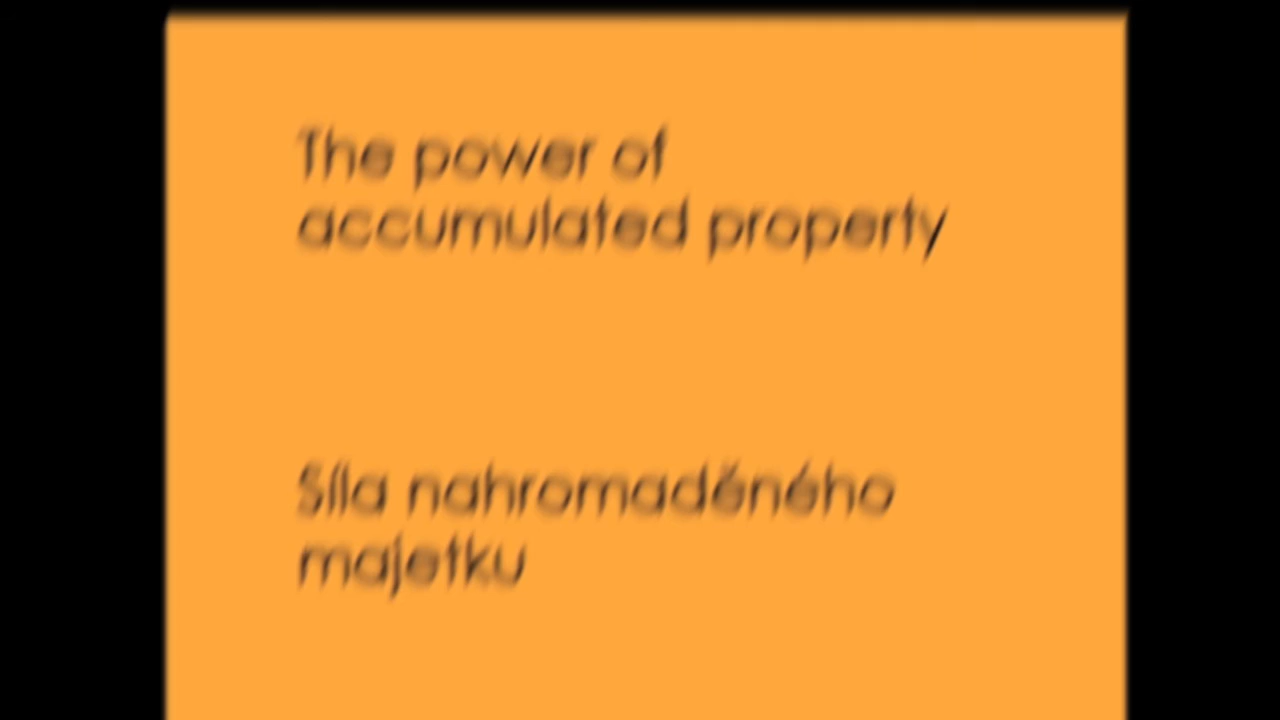 The power of
accumulated property
Síla nahromaděného
majetku